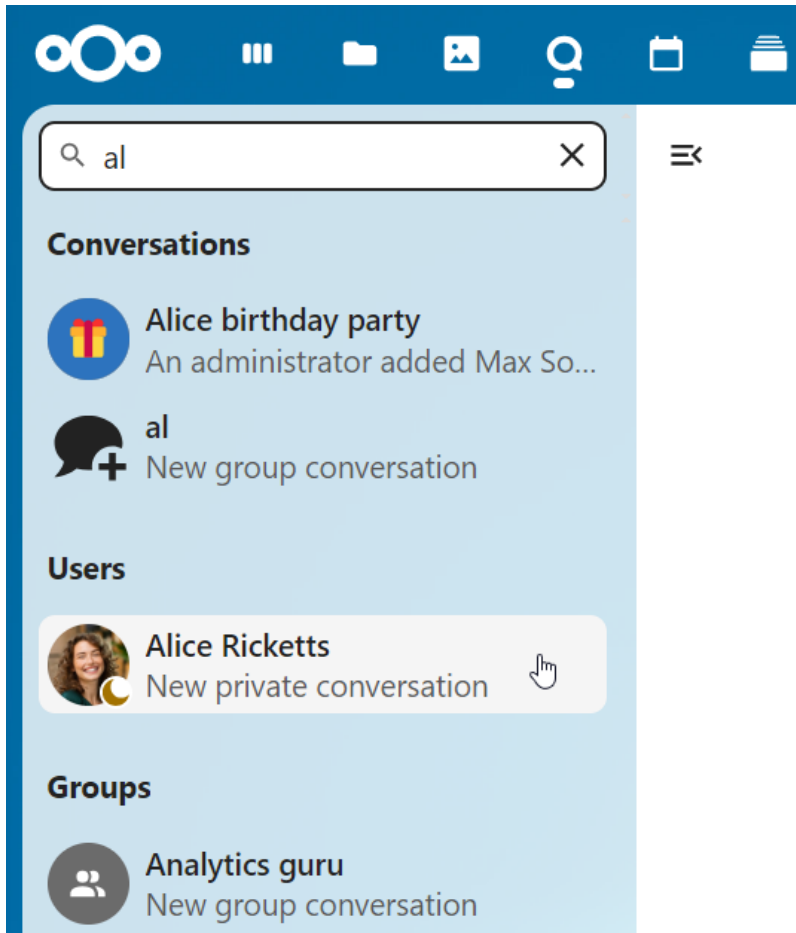 al
Conversations
Alice birthday party
An administrator added Max So...
al
New group conversation
Users
Alice Ricketts
New private conversation
Groups
Analytics guru
New group conversation